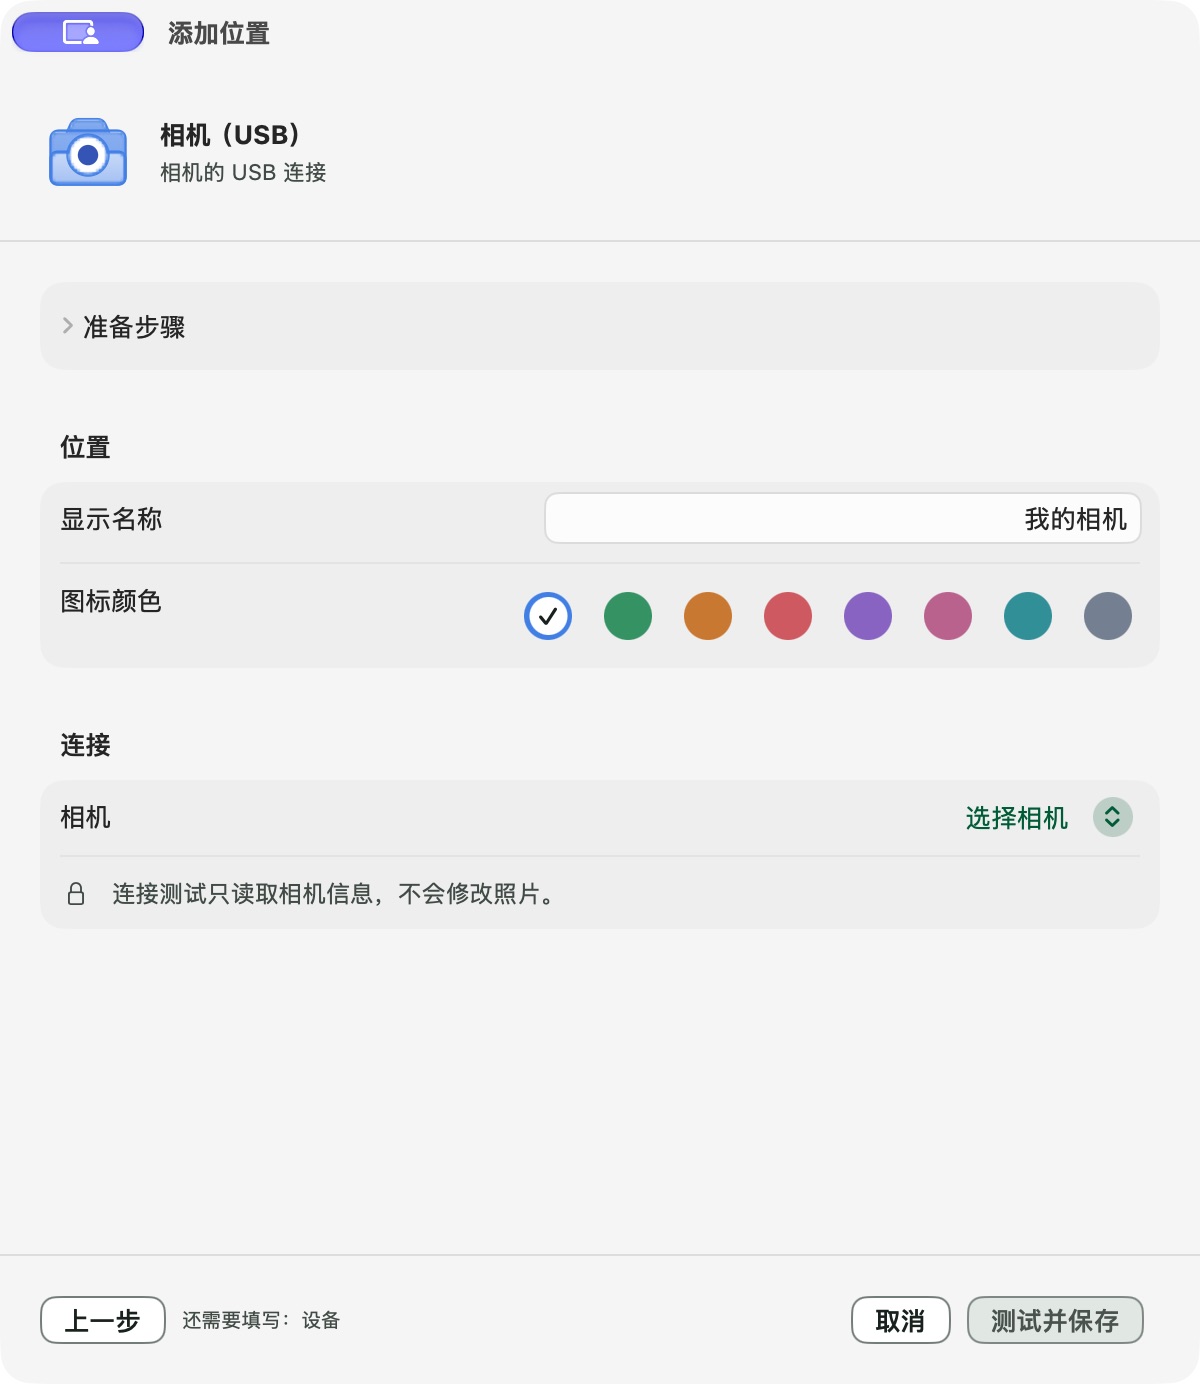 添加位置
相机（USB）
相机的 USB 连接
准备步骤
位置
显示名称
我的相机
图标颜色
连接
相机
选择相机
连接测试只读取相机信息，不会修改照片。
上一步
还需要填写：设备
取消
测试并保存